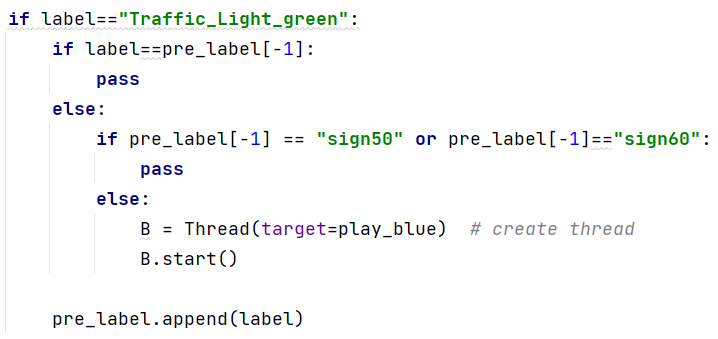 if label=="Traffic_Light_green":
    if label==pre_label[-1]:
        pass
    else:
        if pre_label[-1] == "sign50" or pre_label[-1]=="sign60":
            pass
        else:
            B = Thread(target=play_blue)  # create thread
            B.start()

    pre_label.append(label)